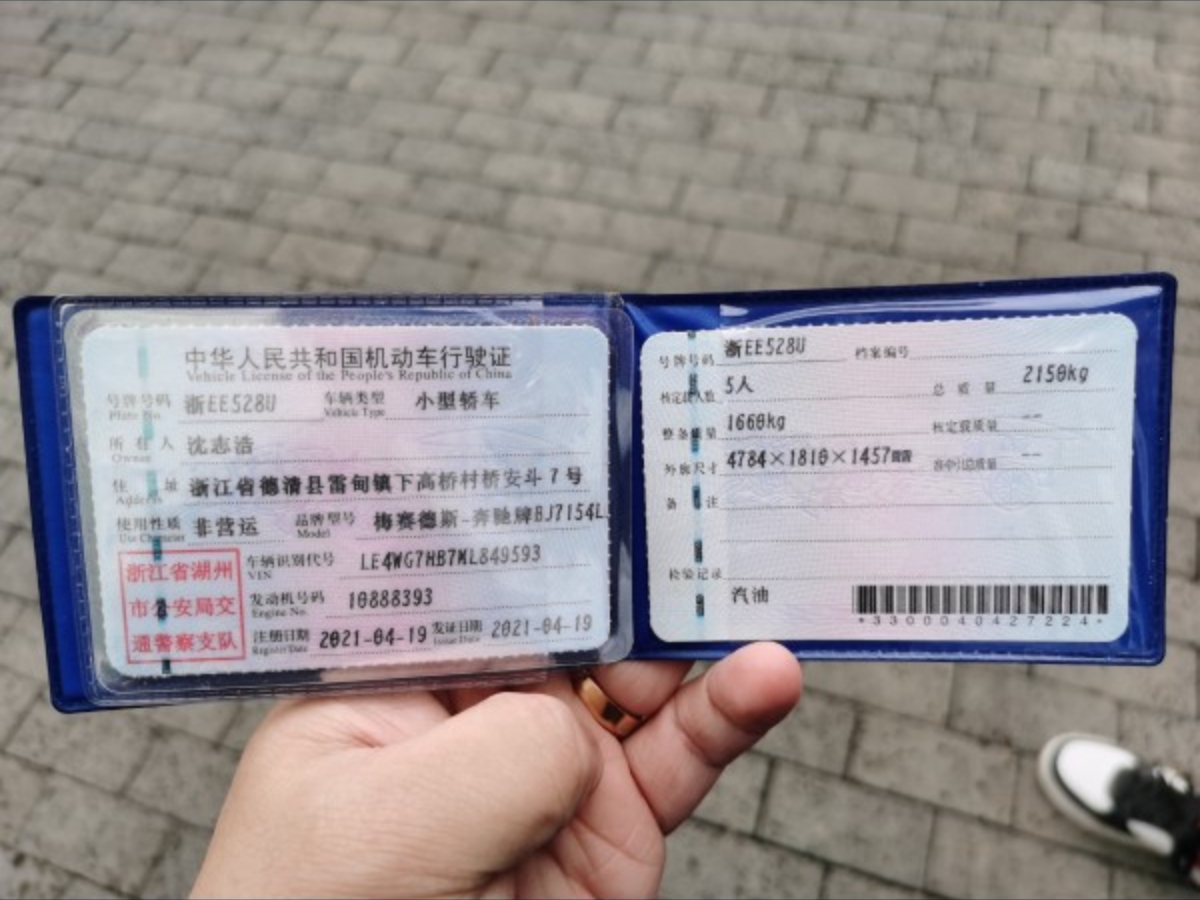 中华人民共和国机动车行驶证
Vehicle License of the People's Republic of China
号牌号码 浙EE528U 车辆类型 小型轿车
Plate No. Vehicle Type
所有人 沈志浩
Owner
住址 浙江省德清县雷甸镇下高桥村桥安斗7号
Address
使用性质 非营运 品牌型号 梅赛德斯-奔驰牌BJ7154L
Use Character Model
浙江省湖州
市公安局交
通警察支队
车辆识别代号 LE4WG7HB7ML849593
VIN
发动机号码 10888393
Engine No.
注册日期 2021-04-19 发证日期 2021-04-19
Register Date Issue Date
号牌号码 浙EE528U 档案编号
核定载人数 5人 总质量 2150kg
整备质量 1660kg 核定载质量 --
外廓尺寸 4784×1810×1457mm 准牵引总质量 --
备注
检验记录
汽油
*3300040427224*